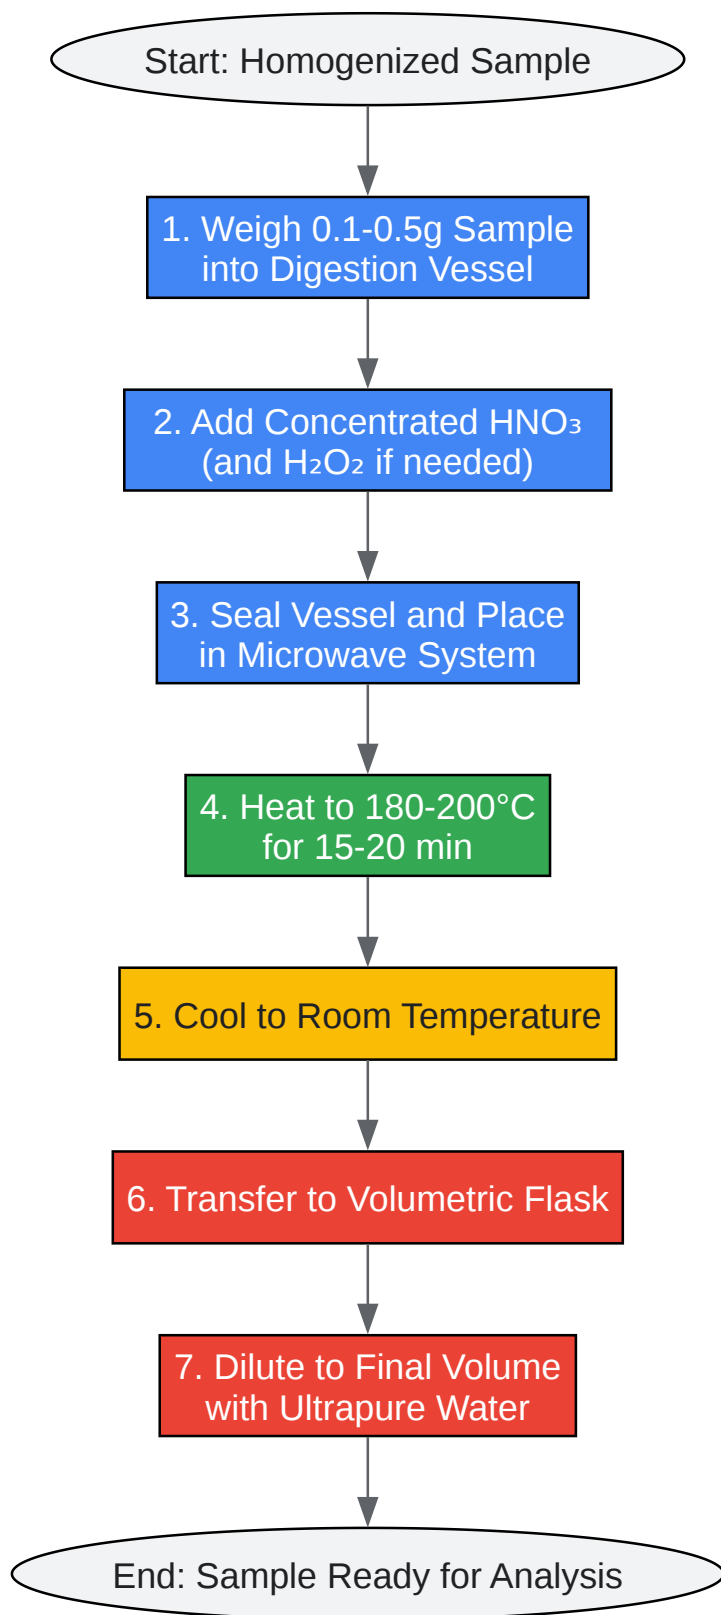 Start: Homogenized Sample
1. Weigh 0.1-0.5g Sample
into Digestion Vessel
2. Add Concentrated HNO₃
(and H₂O₂ if needed)
3. Seal Vessel and Place
in Microwave System
4. Heat to 180-200°C
for 15-20 min
5. Cool to Room Temperature
6. Transfer to Volumetric Flask
7. Dilute to Final Volume
with Ultrapure Water
End: Sample Ready for Analysis